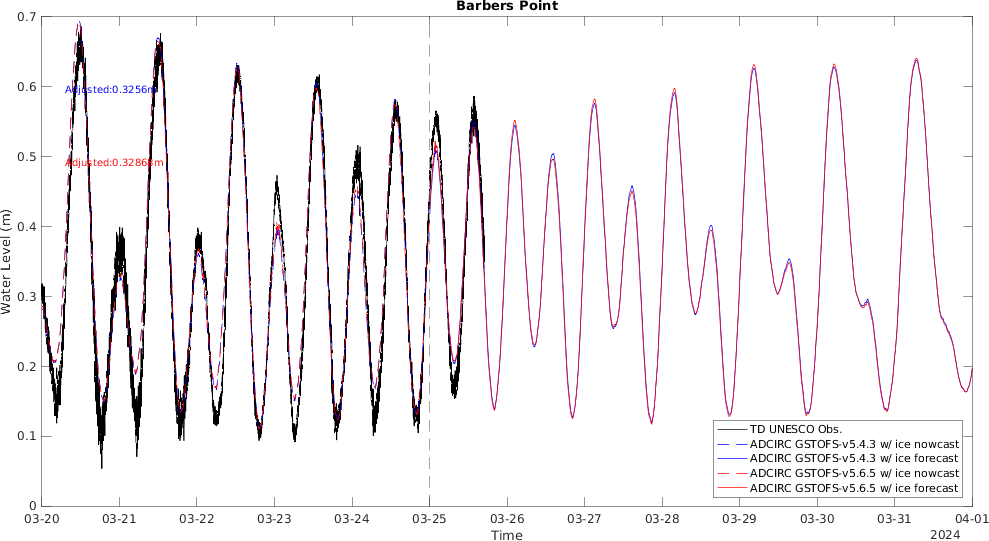 Barbers Point
0.7
0.6
0.5
0.4
0.3
0.2
0.1
0
Water Level (m)
Adjusted:0.3256m
Adjusted:0.32868m
TD UNESCO Obs.
ADCIRC GSTOFS-v5.4.3 w/ ice nowcast
ADCIRC GSTOFS-v5.4.3 w/ ice forecast
ADCIRC GSTOFS-v5.6.5 w/ ice nowcast
ADCIRC GSTOFS-v5.6.5 w/ ice forecast
03-20 03-21 03-22 03-23 03-24 03-25 03-26 03-27 03-28 03-29 03-30 03-31 04-01
Time
2024